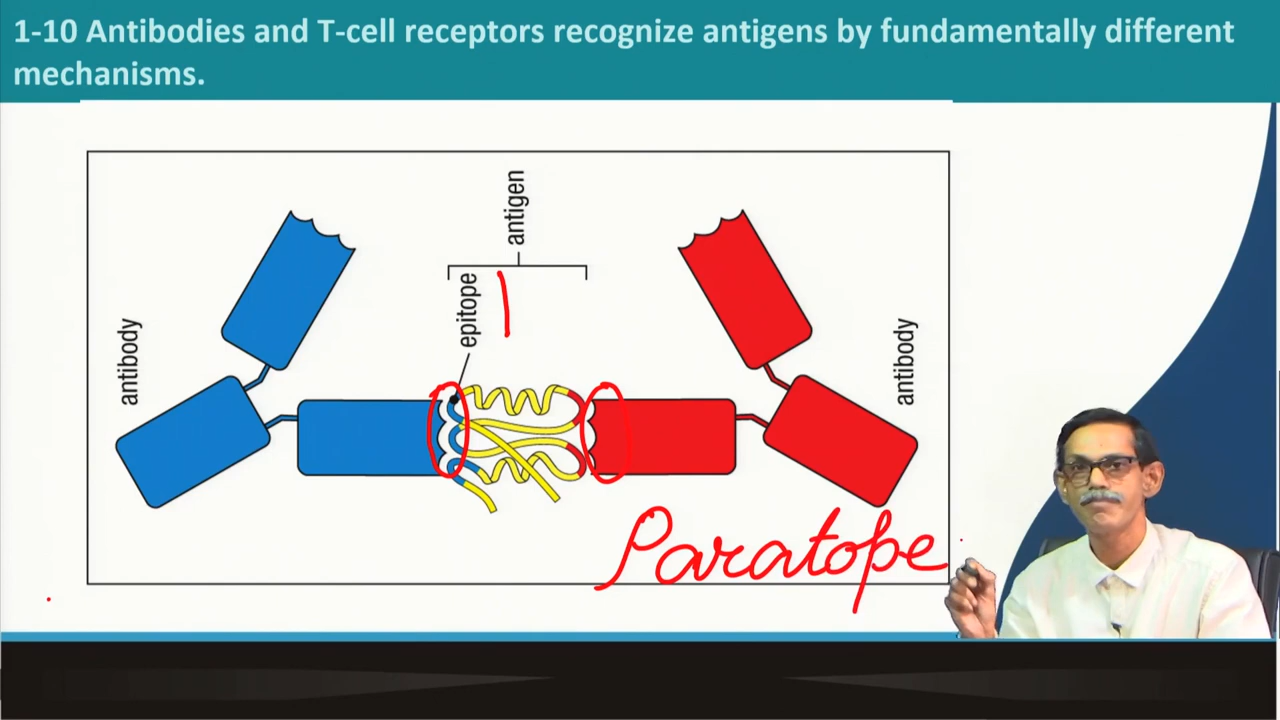 1-10 Antibodies and T-cell receptors recognize antigens by fundamentally different
mechanisms.
antigen
epitope
antibody
antibody
Paratope